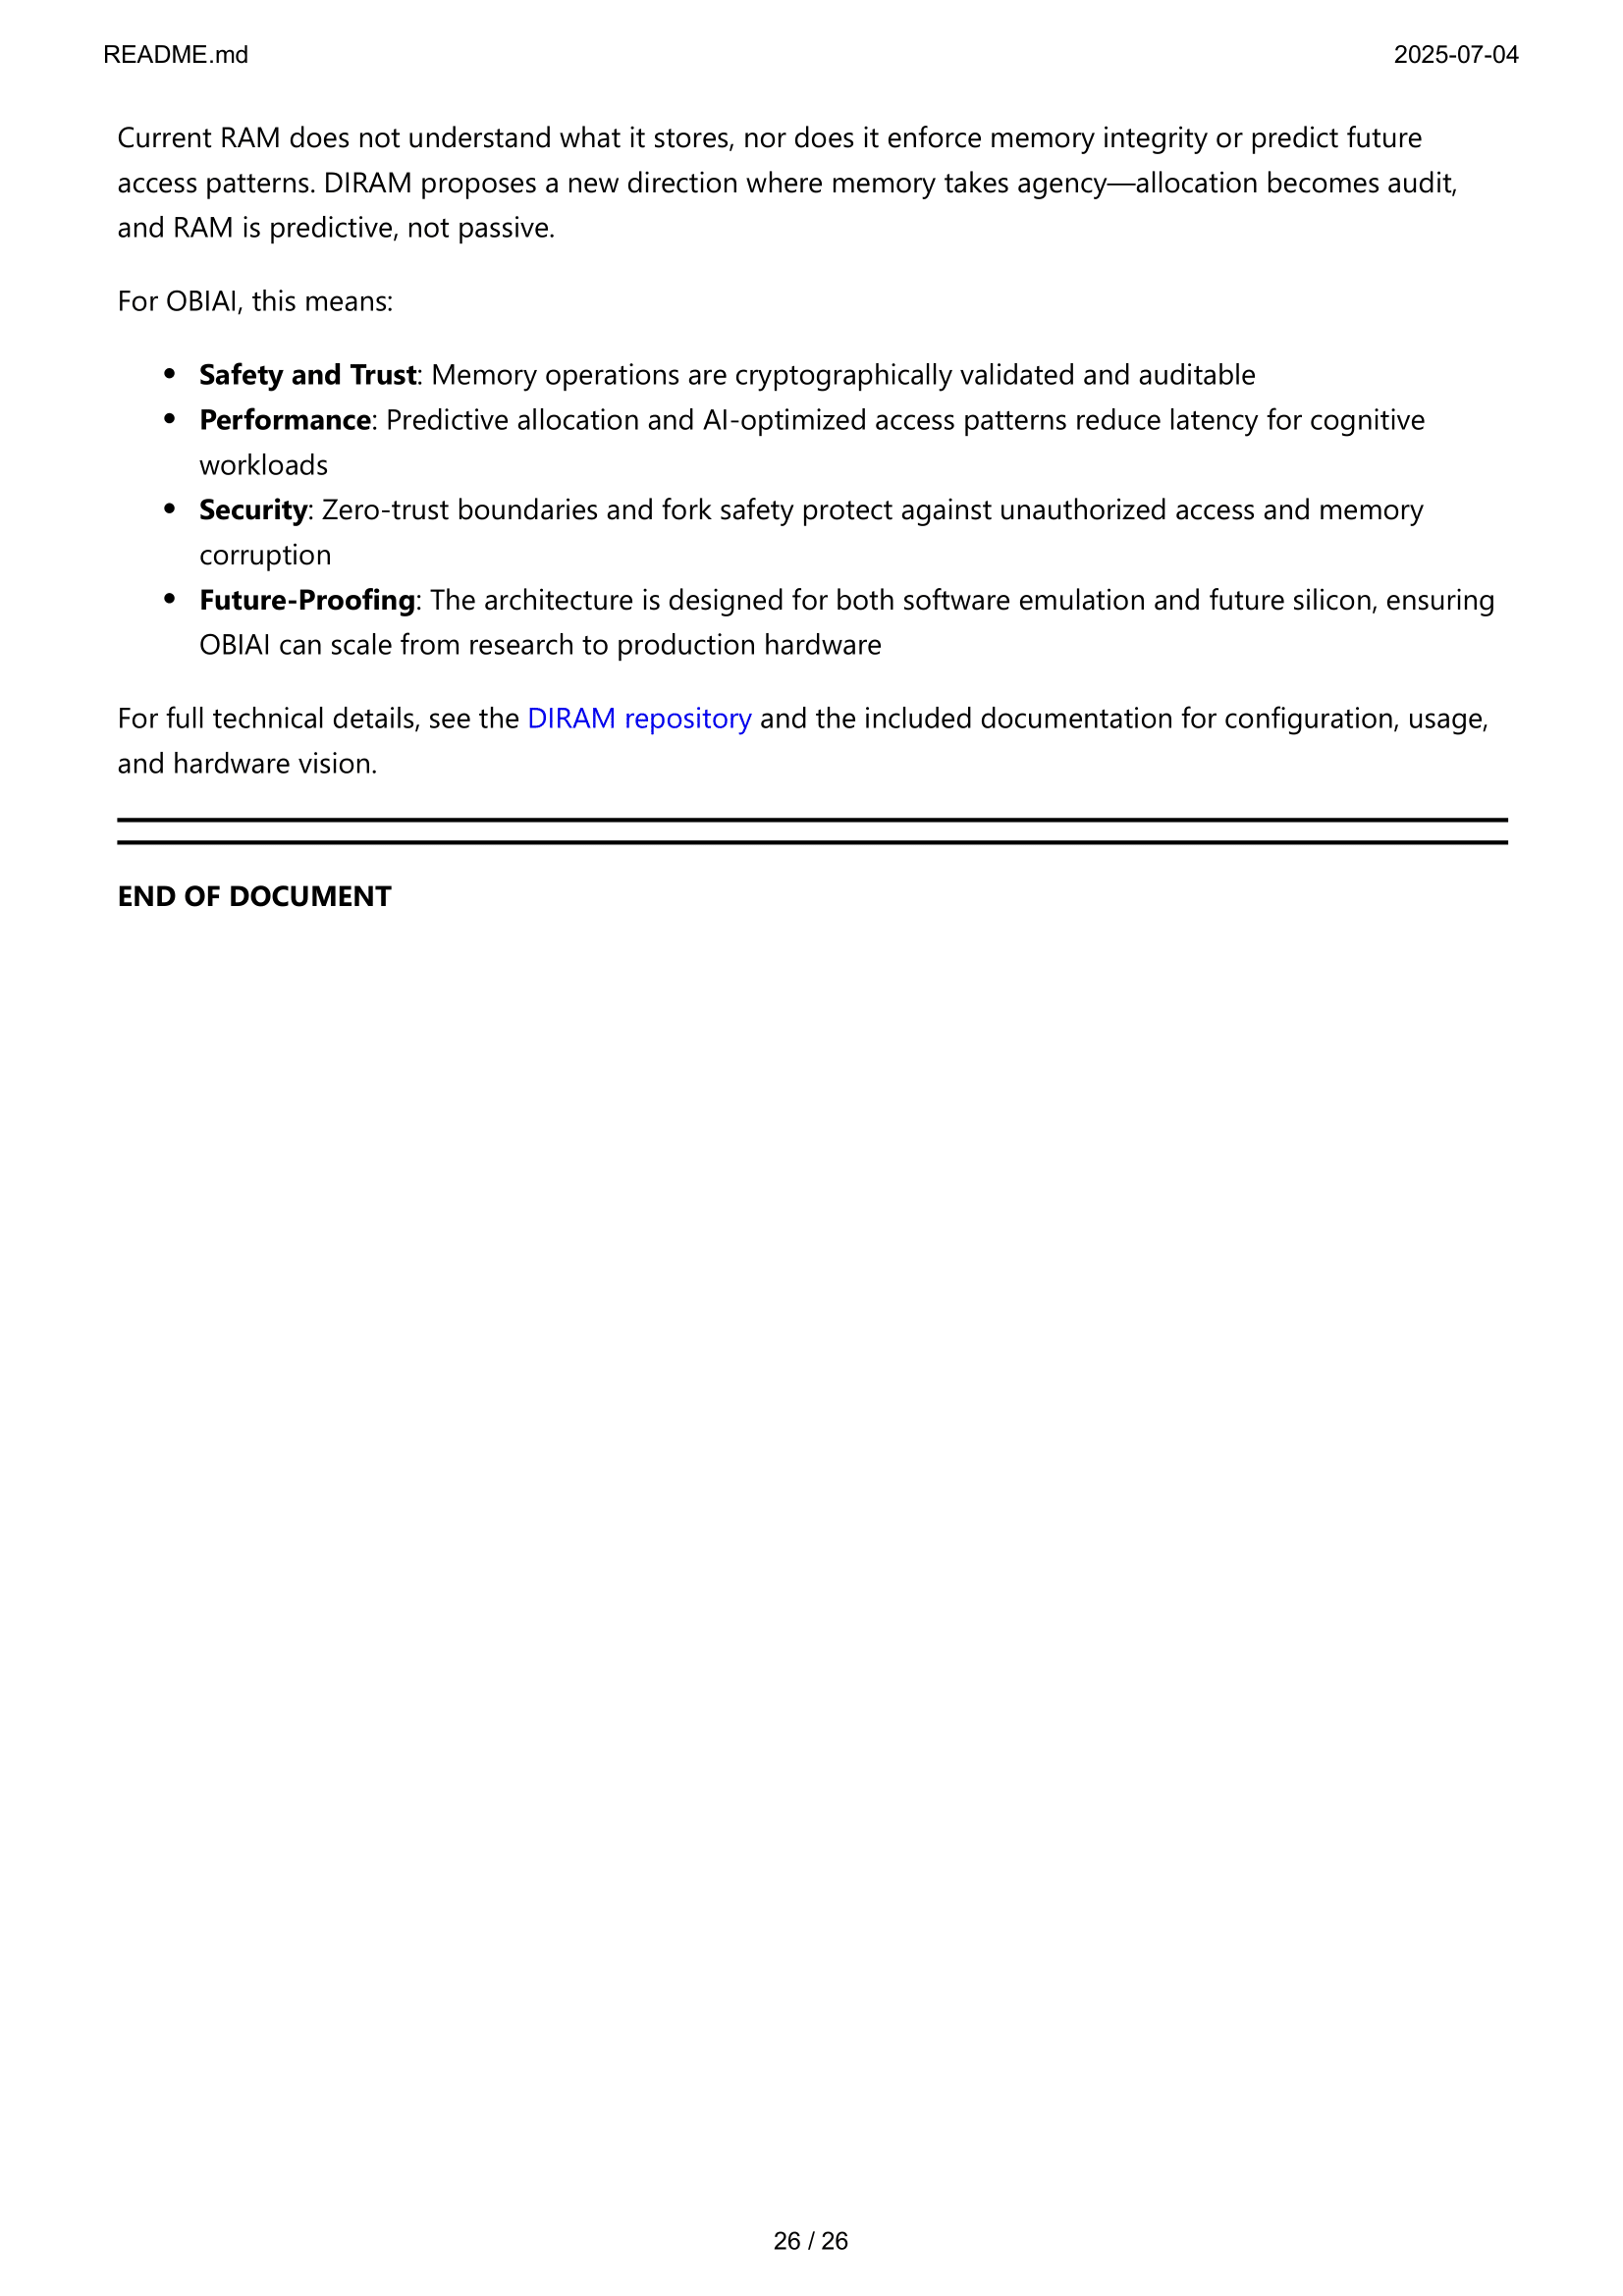 README.md
2025-07-04
Current RAM does not understand what it stores, nor does it enforce memory integrity or predict future
access patterns. DIRAM proposes a new direction where memory takes agency—allocation becomes audit,
and RAM is predictive, not passive.
For OBIAI, this means:
• Safety and Trust: Memory operations are cryptographically validated and auditable
• Performance: Predictive allocation and AI-optimized access patterns reduce latency for cognitive
workloads
• Security: Zero-trust boundaries and fork safety protect against unauthorized access and memory
corruption
• Future-Proofing: The architecture is designed for both software emulation and future silicon, ensuring
OBIAI can scale from research to production hardware
For full technical details, see the DIRAM repository and the included documentation for configuration, usage,
and hardware vision.
END OF DOCUMENT
26 / 26